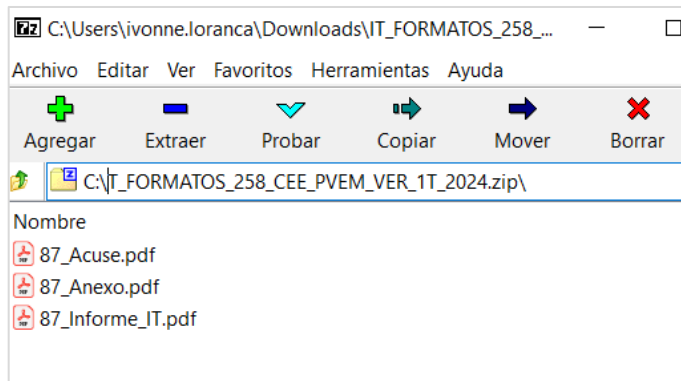 C:\Users\ivonne.loranca\Downloads\IT_FORMATOS_258_...
Archivo Editar Ver Favoritos Herramientas Ayuda
Agregar Extraer Probar Copiar Mover Borrar
C:\IT_FORMATOS_258_CEE_PVEM_VER_1T_2024.zip\
Nombre
87_Acuse.pdf
87_Anexo.pdf
87_Informe_IT.pdf